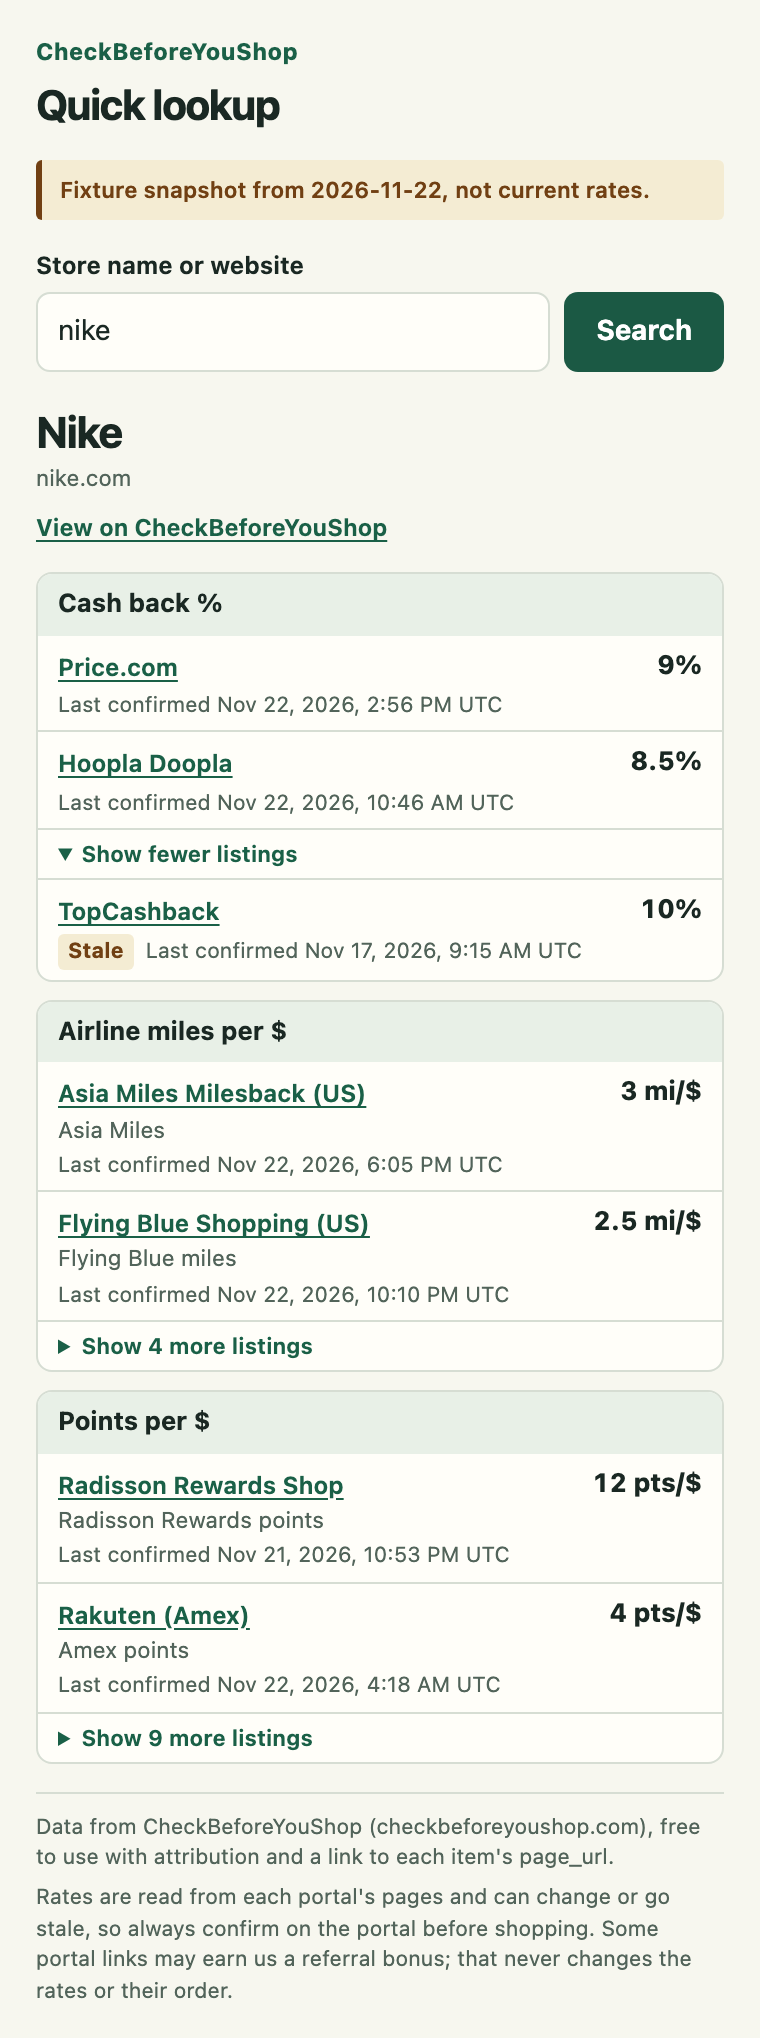 CheckBeforeYouShop
Quick lookup
Fixture snapshot from 2026-11-22, not current rates.
Store name or website
nike
Search
Nike
nike.com
View on CheckBeforeYouShop
Cash back %
Price.com 9%
Last confirmed Nov 22, 2026, 2:56 PM UTC
Hoopla Doopla 8.5%
Last confirmed Nov 22, 2026, 10:46 AM UTC
▼ Show fewer listings
TopCashback 10%
Stale Last confirmed Nov 17, 2026, 9:15 AM UTC
Airline miles per $
Asia Miles Milesback (US) 3 mi/$
Asia Miles
Last confirmed Nov 22, 2026, 6:05 PM UTC
Flying Blue Shopping (US) 2.5 mi/$
Flying Blue miles
Last confirmed Nov 22, 2026, 10:10 PM UTC
▶ Show 4 more listings
Points per $
Radisson Rewards Shop 12 pts/$
Radisson Rewards points
Last confirmed Nov 21, 2026, 10:53 PM UTC
Rakuten (Amex) 4 pts/$
Amex points
Last confirmed Nov 22, 2026, 4:18 AM UTC
▶ Show 9 more listings
Data from CheckBeforeYouShop (checkbeforeyoushop.com), free
to use with attribution and a link to each item's page_url.
Rates are read from each portal's pages and can change or go
stale, so always confirm on the portal before shopping. Some
portal links may earn us a referral bonus; that never changes the
rates or their order.